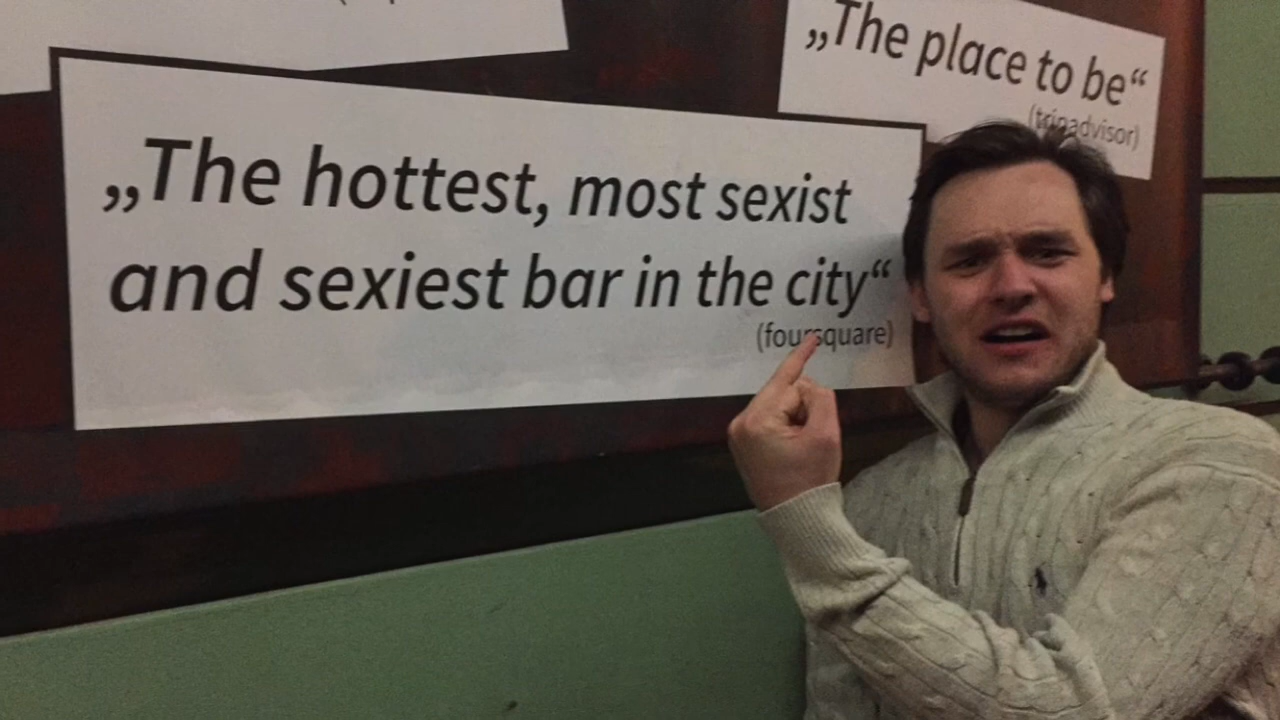 „The place to be“
(tripadvisor)
„The hottest, most sexist
and sexiest bar in the city“
(foursquare)